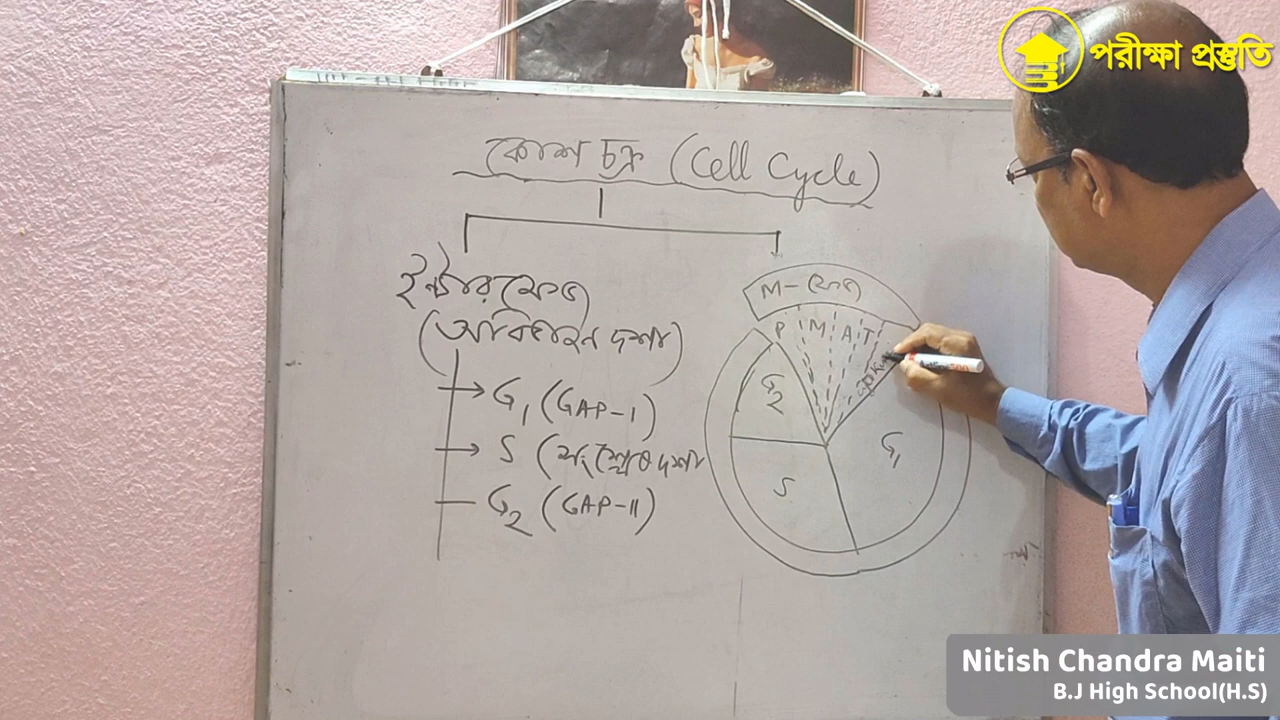 পরীক্ষা প্রস্তুতি
কোশ চক্র (Cell Cycle)
ইন্টারফেজ
(অবিভাজন দশা)
G₁ (GAP-I)
S (সংশ্লেষ দশা
G₂ (GAP-II)
M-ফেজ
P M A T
G₂
G₁
S
Nitish Chandra Maiti
B.J High School(H.S)